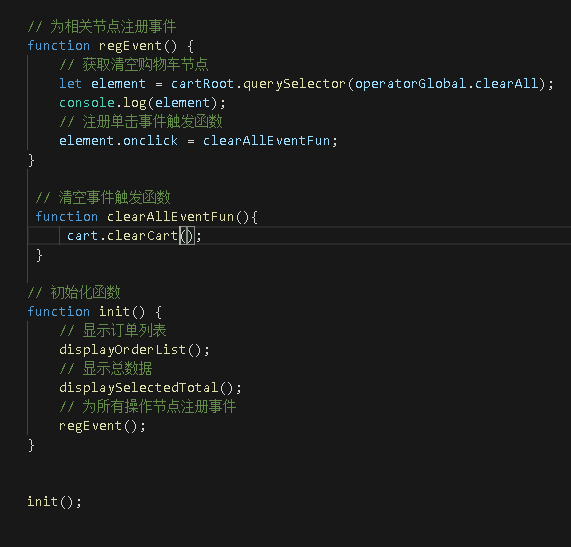 // 为相关节点注册事件
function regEvent() {
// 获取清空购物车节点
let element = cartRoot.querySelector(operatorGlobal.clearAll);
console.log(element);
// 注册单击事件触发函数
element.onclick = clearAllEventFun;
}
// 清空事件触发函数
function clearAllEventFun(){
cart.clearCart();
}
// 初始化函数
function init() {
// 显示订单列表
displayOrderList();
// 显示总数据
displaySelectedTotal();
// 为所有操作节点注册事件
regEvent();
}
init();